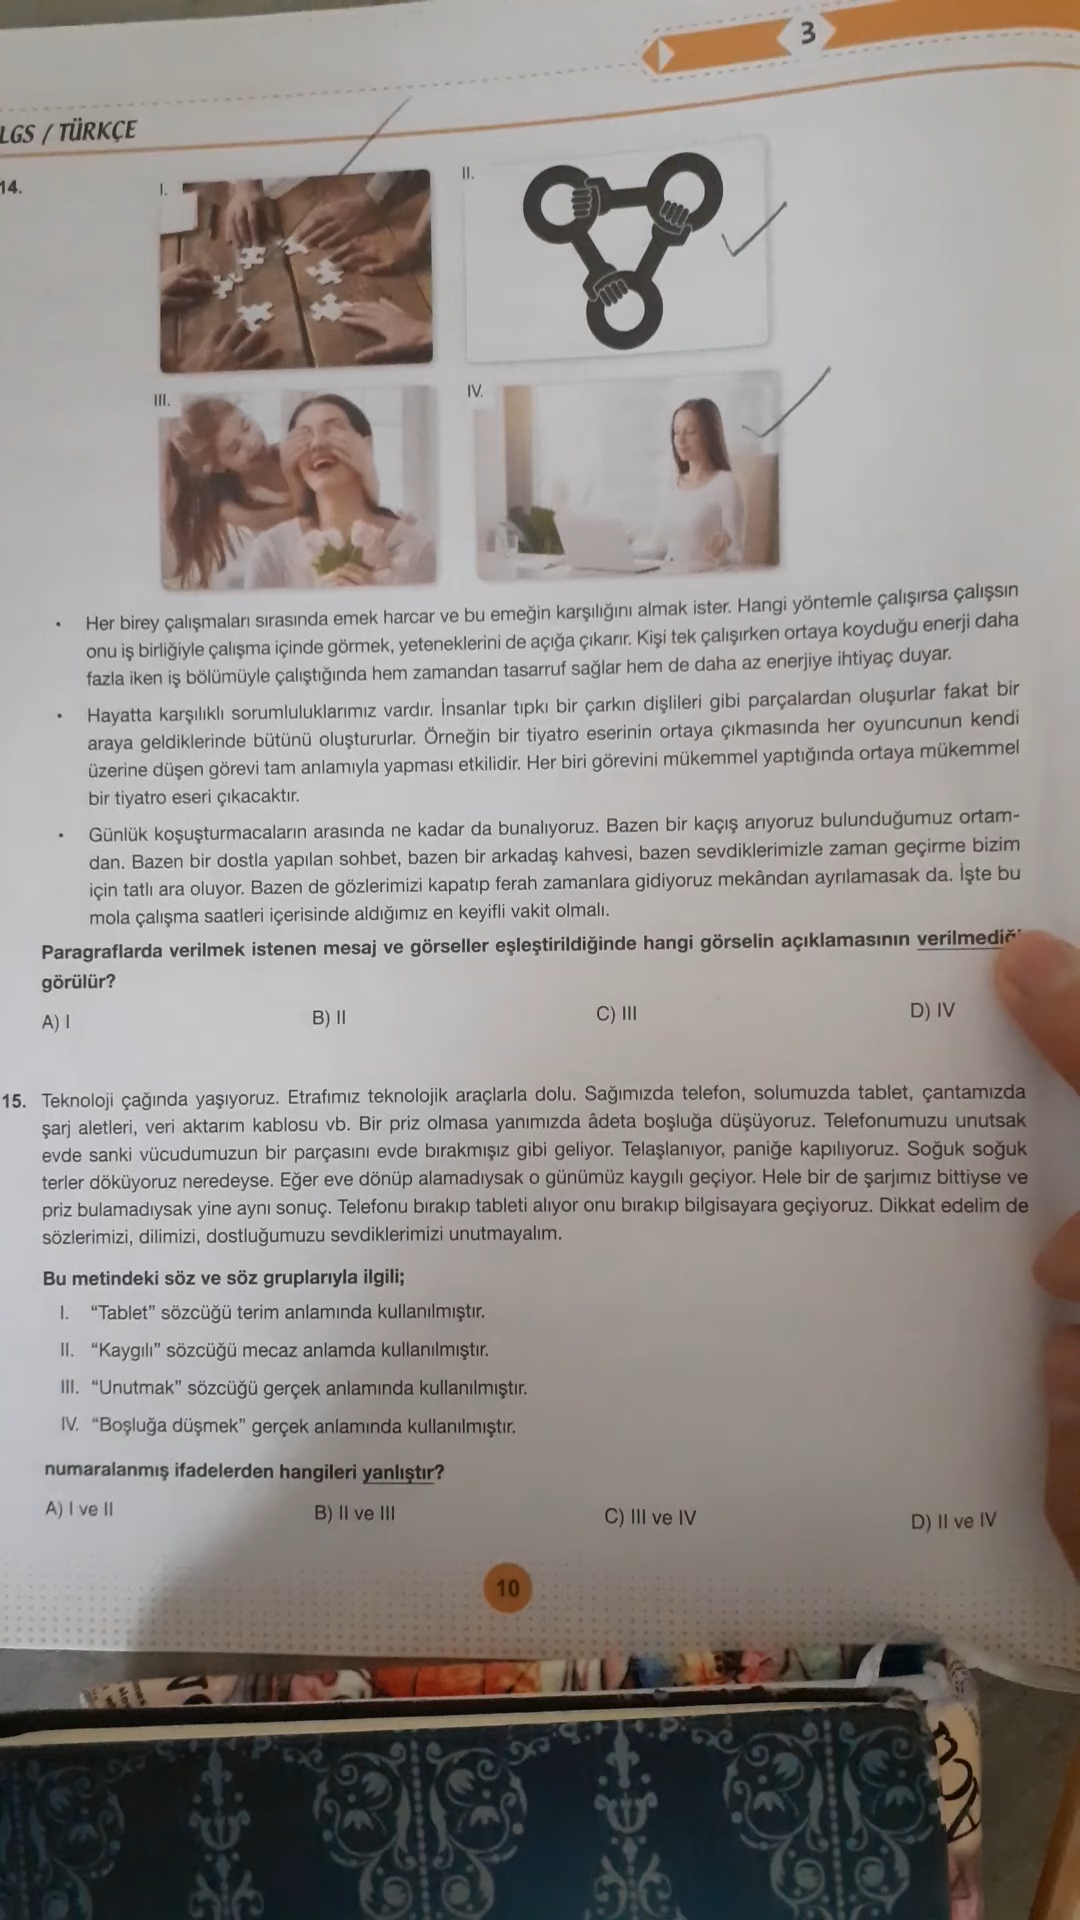 3
LGS / TÜRKÇE
14.
I.
II.
III.
IV.
• Her birey çalışmaları sırasında emek harcar ve bu emeğin karşılığını almak ister. Hangi yöntemle çalışırsa çalışsın
onu iş birliğiyle çalışma içinde görmek, yeteneklerini de açığa çıkarır. Kişi tek çalışırken ortaya koyduğu enerji daha
fazla iken iş bölümüyle çalıştığında hem zamandan tasarruf sağlar hem de daha az enerjiye ihtiyaç duyar.
• Hayatta karşılıklı sorumluluklarımız vardır. İnsanlar tıpkı bir çarkın dişlileri gibi parçalardan oluşurlar fakat bir
araya geldiklerinde bütünü oluştururlar. Örneğin bir tiyatro eserinin ortaya çıkmasında her oyuncunun kendi
üzerine düşen görevi tam anlamıyla yapması etkilidir. Her biri görevini mükemmel yaptığında ortaya mükemmel
bir tiyatro eseri çıkacaktır.
• Günlük koşuşturmacaların arasında ne kadar da bunalıyoruz. Bazen bir kaçış arıyoruz bulunduğumuz ortam-
dan. Bazen bir dostla yapılan sohbet, bazen bir arkadaş kahvesi, bazen sevdiklerimizle zaman geçirme bizim
için tatlı ara oluyor. Bazen de gözlerimizi kapatıp ferah zamanlara gidiyoruz mekândan ayrılamasak da. İşte bu
mola çalışma saatleri içerisinde aldığımız en keyifli vakit olmalı.
Paragraflarda verilmek istenen mesaj ve görseller eşleştirildiğinde hangi görselin açıklamasının verilmediği
görülür?
A) I
B) II
C) III
D) IV
15. Teknoloji çağında yaşıyoruz. Etrafımız teknolojik araçlarla dolu. Sağımızda telefon, solumuzda tablet, çantamızda
şarj aletleri, veri aktarım kablosu vb. Bir priz olmasa yanımızda âdeta boşluğa düşüyoruz. Telefonumuzu unutsak
evde sanki vücudumuzun bir parçasını evde bırakmışız gibi geliyor. Telaşlanıyor, paniğe kapılıyoruz. Soğuk soğuk
terler döküyoruz neredeyse. Eğer eve dönüp alamadıysak o günümüz kaygılı geçiyor. Hele bir de şarjımız bittiyse ve
priz bulamadıysak yine aynı sonuç. Telefonu bırakıp tableti alıyor onu bırakıp bilgisayara geçiyoruz. Dikkat edelim de
sözlerimizi, dilimizi, dostluğumuzu sevdiklerimizi unutmayalım.
Bu metindeki söz ve söz gruplarıyla ilgili;
I. “Tablet” sözcüğü terim anlamında kullanılmıştır.
II. “Kaygılı” sözcüğü mecaz anlamda kullanılmıştır.
III. “Unutmak” sözcüğü gerçek anlamında kullanılmıştır.
IV. “Boşluğa düşmek” gerçek anlamında kullanılmıştır.
numaralanmış ifadelerden hangileri yanlıştır?
A) I ve II
B) II ve III
C) III ve IV
D) II ve IV
10